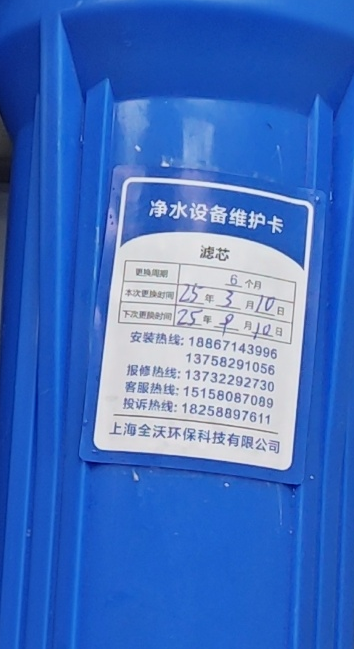 净水设备维护卡
滤芯
更换周期 6 个月
本次更换时间 25 年 3 月 10 日
下次更换时间 25 年 9 月 10 日
安装热线: 18867143996
13758291056
报修热线: 13732292730
客服热线: 15158087089
投诉热线: 18258897611
上海全沃环保科技有限公司